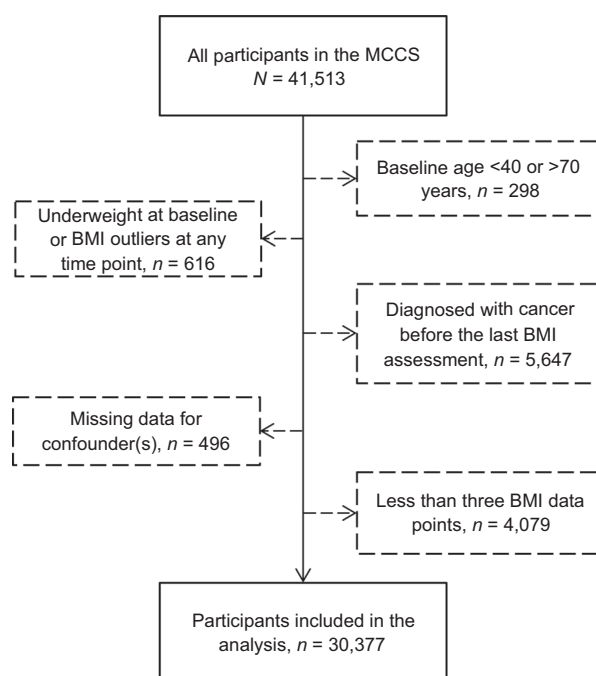 All participants in the MCCS
N = 41,513
Baseline age <40 or >70
years, n = 298
Underweight at baseline
or BMI outliers at any
time point, n = 616
Diagnosed with cancer
before the last BMI
assessment, n = 5,647
Missing data for
confounder(s), n = 496
Less than three BMI data
points, n = 4,079
Participants included in the
analysis, n = 30,377